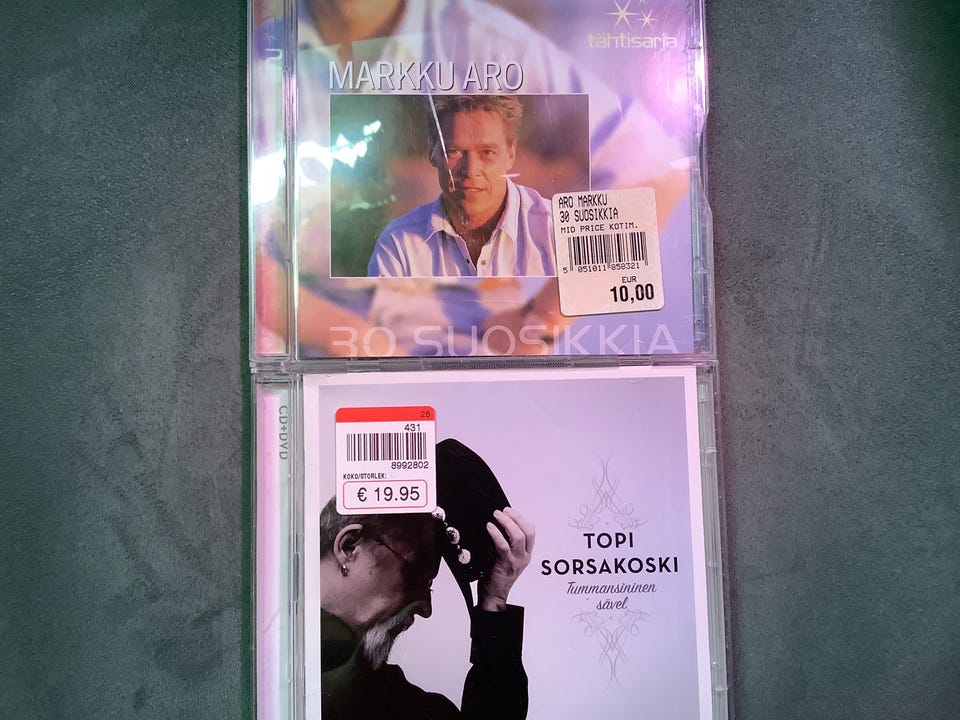 tähtisarja
MARKKU ARO
ARO MARKKU
30 SUOSIKKIA
MID PRICE KOTIM.
5 051011 858321
EUR
10,00
30 SUOSIKKIA
CD+DVD
28
431
8992802
KOKO/STORLEK:
€ 19.95
TOPI
SORSAKOSKI
Tummansininen
sävel